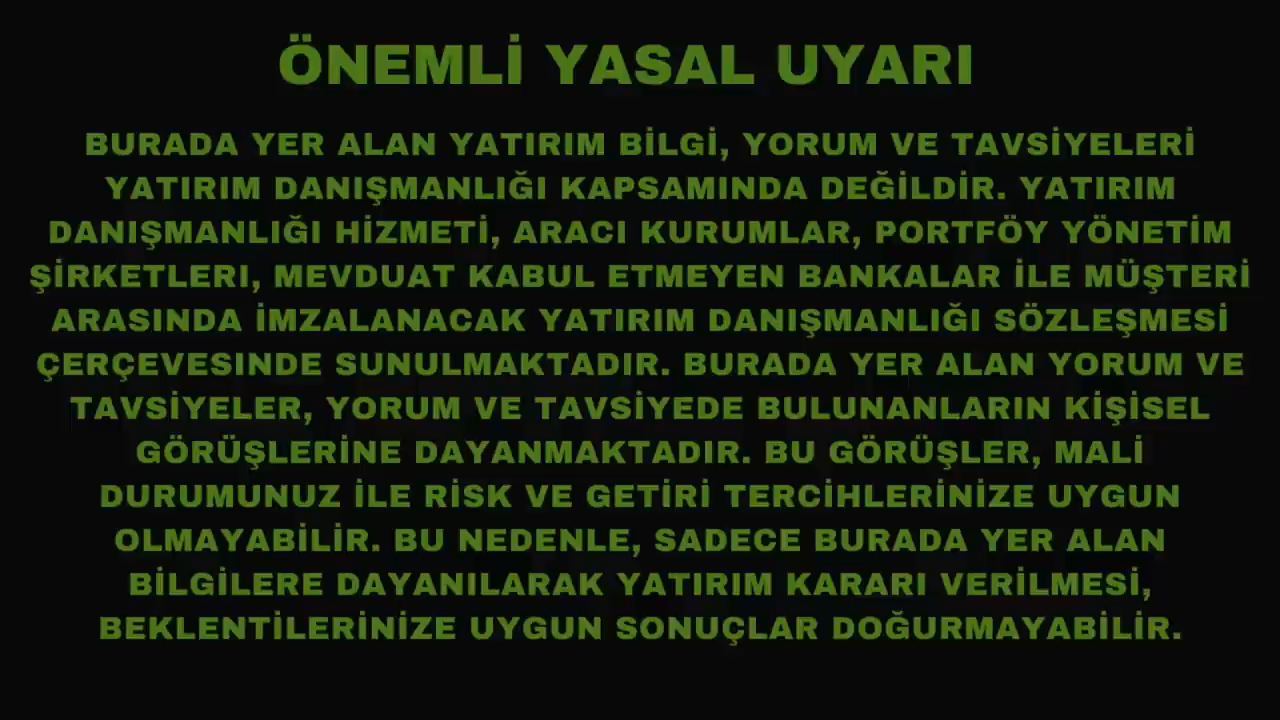 ÖNEMLİ YASAL UYARI
BURADA YER ALAN YATIRIM BİLGİ, YORUM VE TAVSİYELERİ
YATIRIM DANIŞMANLIĞI KAPSAMINDA DEĞİLDİR. YATIRIM
DANIŞMANLIĞI HİZMETİ, ARACI KURUMLAR, PORTFÖY YÖNETİM
ŞİRKETLERI, MEVDUAT KABUL ETMEYEN BANKALAR İLE MÜŞTERİ
ARASINDA İMZALANACAK YATIRIM DANIŞMANLIĞI SÖZLEŞMESİ
ÇERÇEVESINDE SUNULMAKTADIR. BURADA YER ALAN YORUM VE
TAVSİYELER, YORUM VE TAVSİYEDE BULUNANLARIN KİŞİSEL
GÖRÜŞLERİNE DAYANMAKTADIR. BU GÖRÜŞLER, MALİ
DURUMUNUZ İLE RİSK VE GETİRİ TERCİHLERİNİZE UYGUN
OLMAYABİLİR. BU NEDENLE, SADECE BURADA YER ALAN
BİLGİLERE DAYANILARAK YATIRIM KARARI VERİLMESİ,
BEKLENTİLERİNİZE UYGUN SONUÇLAR DOĞURMAYABİLİR.